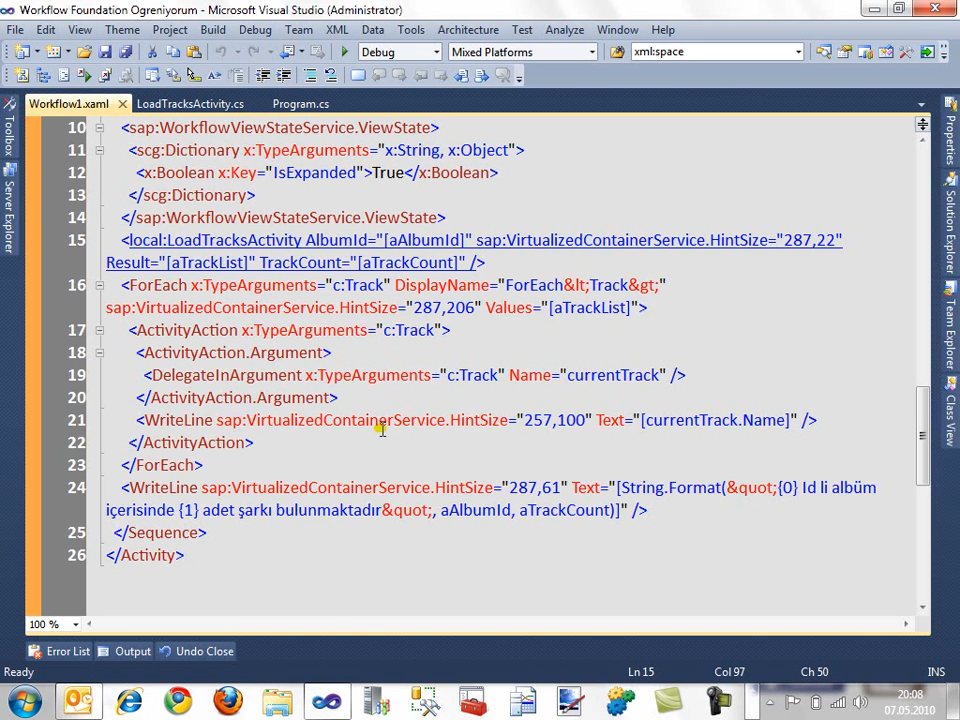 Workflow Foundation Ogreniyorum - Microsoft Visual Studio (Administrator)
File Edit View Theme Project Build Debug Team XML Data Tools Architecture Test Analyze Window Help
Debug Mixed Platforms xml:space
Workflow1.xaml LoadTracksActivity.cs Program.cs
10 <sap:WorkflowViewStateService.ViewState>
11 <scg:Dictionary x:TypeArguments="x:String, x:Object">
12 <x:Boolean x:Key="IsExpanded">True</x:Boolean>
13 </scg:Dictionary>
14 </sap:WorkflowViewStateService.ViewState>
15 <local:LoadTracksActivity AlbumId="[aAlbumId]" sap:VirtualizedContainerService.HintSize="287,22"
Result="[aTrackList]" TrackCount="[aTrackCount]" />
16 <ForEach x:TypeArguments="c:Track" DisplayName="ForEach&lt;Track&gt;"
sap:VirtualizedContainerService.HintSize="287,206" Values="[aTrackList]">
17 <ActivityAction x:TypeArguments="c:Track">
18 <ActivityAction.Argument>
19 <DelegateInArgument x:TypeArguments="c:Track" Name="currentTrack" />
20 </ActivityAction.Argument>
21 <WriteLine sap:VirtualizedContainerService.HintSize="257,100" Text="[currentTrack.Name]" />
22 </ActivityAction>
23 </ForEach>
24 <WriteLine sap:VirtualizedContainerService.HintSize="287,61" Text="[String.Format(&quot;{0} Id li albüm
içerisinde {1} adet şarkı bulunmaktadır&quot;, aAlbumId, aTrackCount)]" />
25 </Sequence>
26 </Activity>
Toolbox
Server Explorer
Properties
Solution Explorer
Team Explorer
Class View
100 %
Error List Output Undo Close
Ready Ln 15 Col 97 Ch 50 INS
20:08
07.05.2010